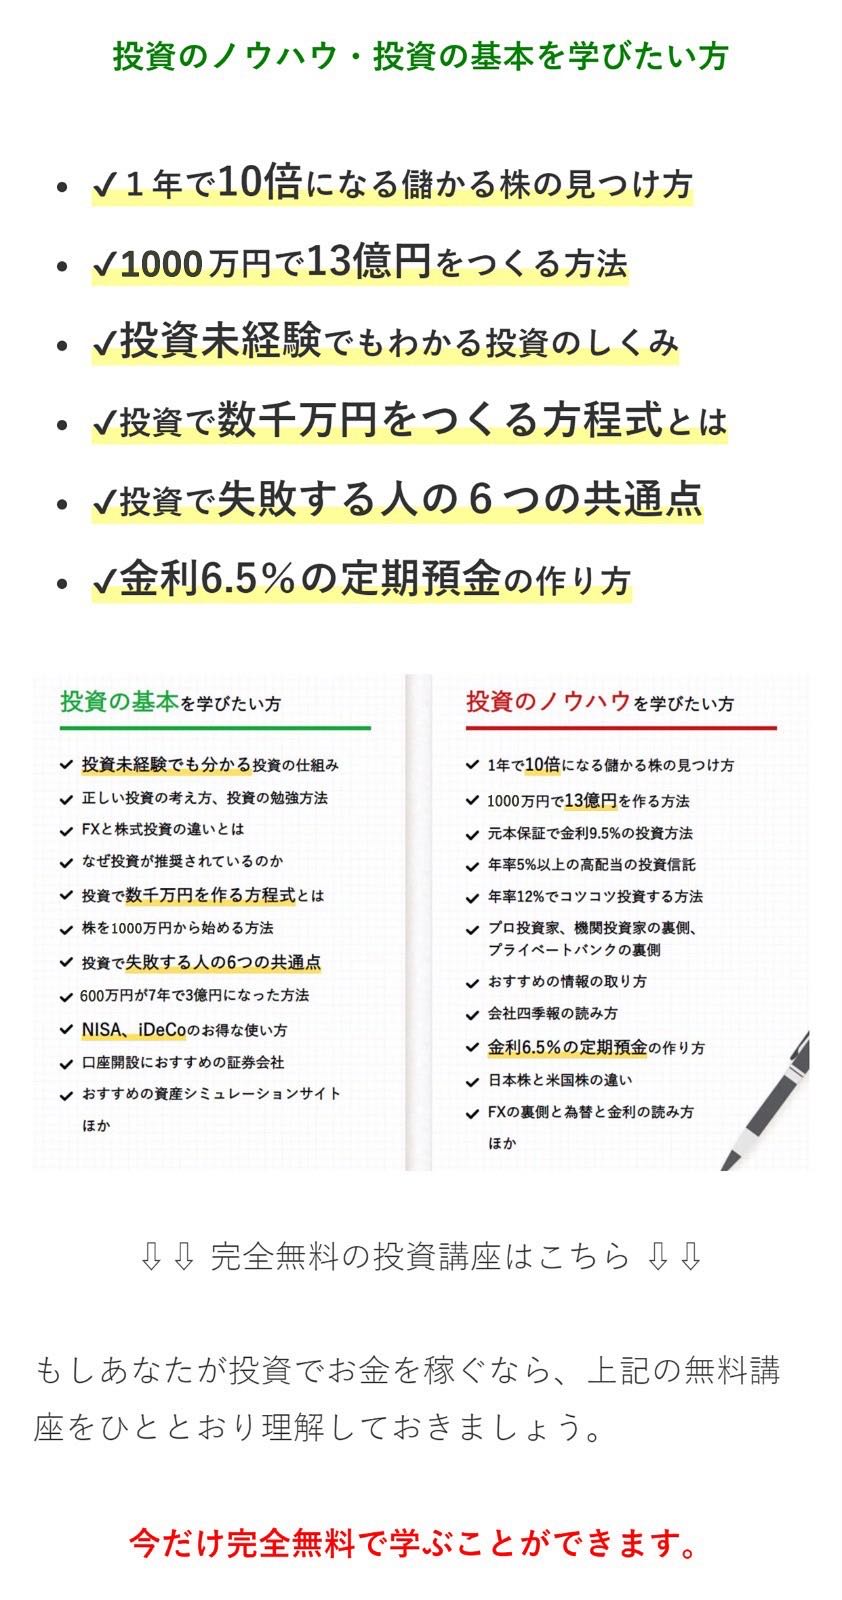 投資のノウハウ・投資の基本を学びたい方
• ✓１年で10倍になる儲かる株の見つけ方
• ✓1000万円で13億円をつくる方法
• ✓投資未経験でもわかる投資のしくみ
• ✓投資で数千万円をつくる方程式とは
• ✓投資で失敗する人の６つの共通点
• ✓金利6.5％の定期預金の作り方
投資の基本を学びたい方
✓ 投資未経験でも分かる投資の仕組み
✓ 正しい投資の考え方、投資の勉強方法
✓ FXと株式投資の違いとは
✓ なぜ投資が推奨されているのか
✓ 投資で数千万円を作る方程式とは
✓ 株を1000万円から始める方法
✓ 投資で失敗する人の6つの共通点
✓ 600万円が7年で3億円になった方法
✓ NISA、iDeCoのお得な使い方
✓ 口座開設におすすめの証券会社
✓ おすすめの資産シミュレーションサイト
ほか
投資のノウハウを学びたい方
✓ 1年で10倍になる儲かる株の見つけ方
✓ 1000万円で13億円を作る方法
✓ 元本保証で金利9.5%の投資方法
✓ 年率5%以上の高配当の投資信託
✓ 年率12%でコツコツ投資する方法
✓ プロ投資家、機関投資家の裏側、
プライベートバンクの裏側
✓ おすすめの情報の取り方
✓ 会社四季報の読み方
✓ 金利6.5％の定期預金の作り方
✓ 日本株と米国株の違い
✓ FXの裏側と為替と金利の読み方
ほか
⇩⇩ 完全無料の投資講座はこちら ⇩⇩
もしあなたが投資でお金を稼ぐなら、上記の無料講
座をひととおり理解しておきましょう。
今だけ完全無料で学ぶことができます。